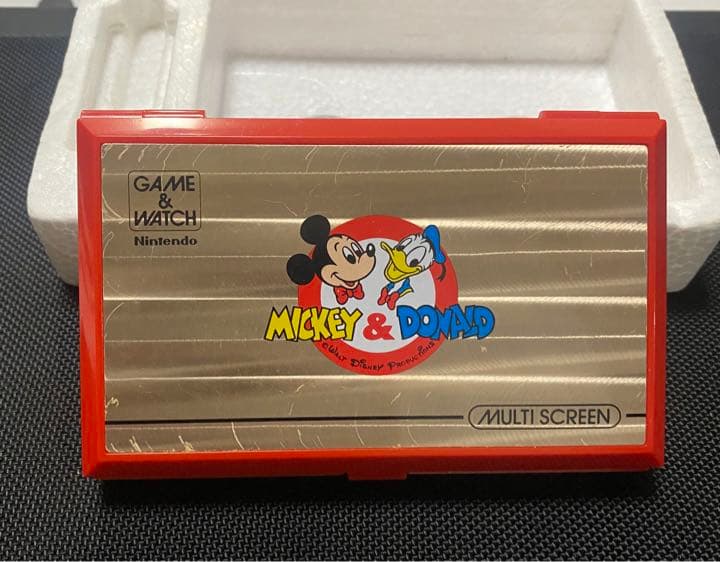 GAME
&
WATCH
Nintendo
MICKEY & DONALD
© WALT DISNEY PRODUCTIONS
MULTI SCREEN